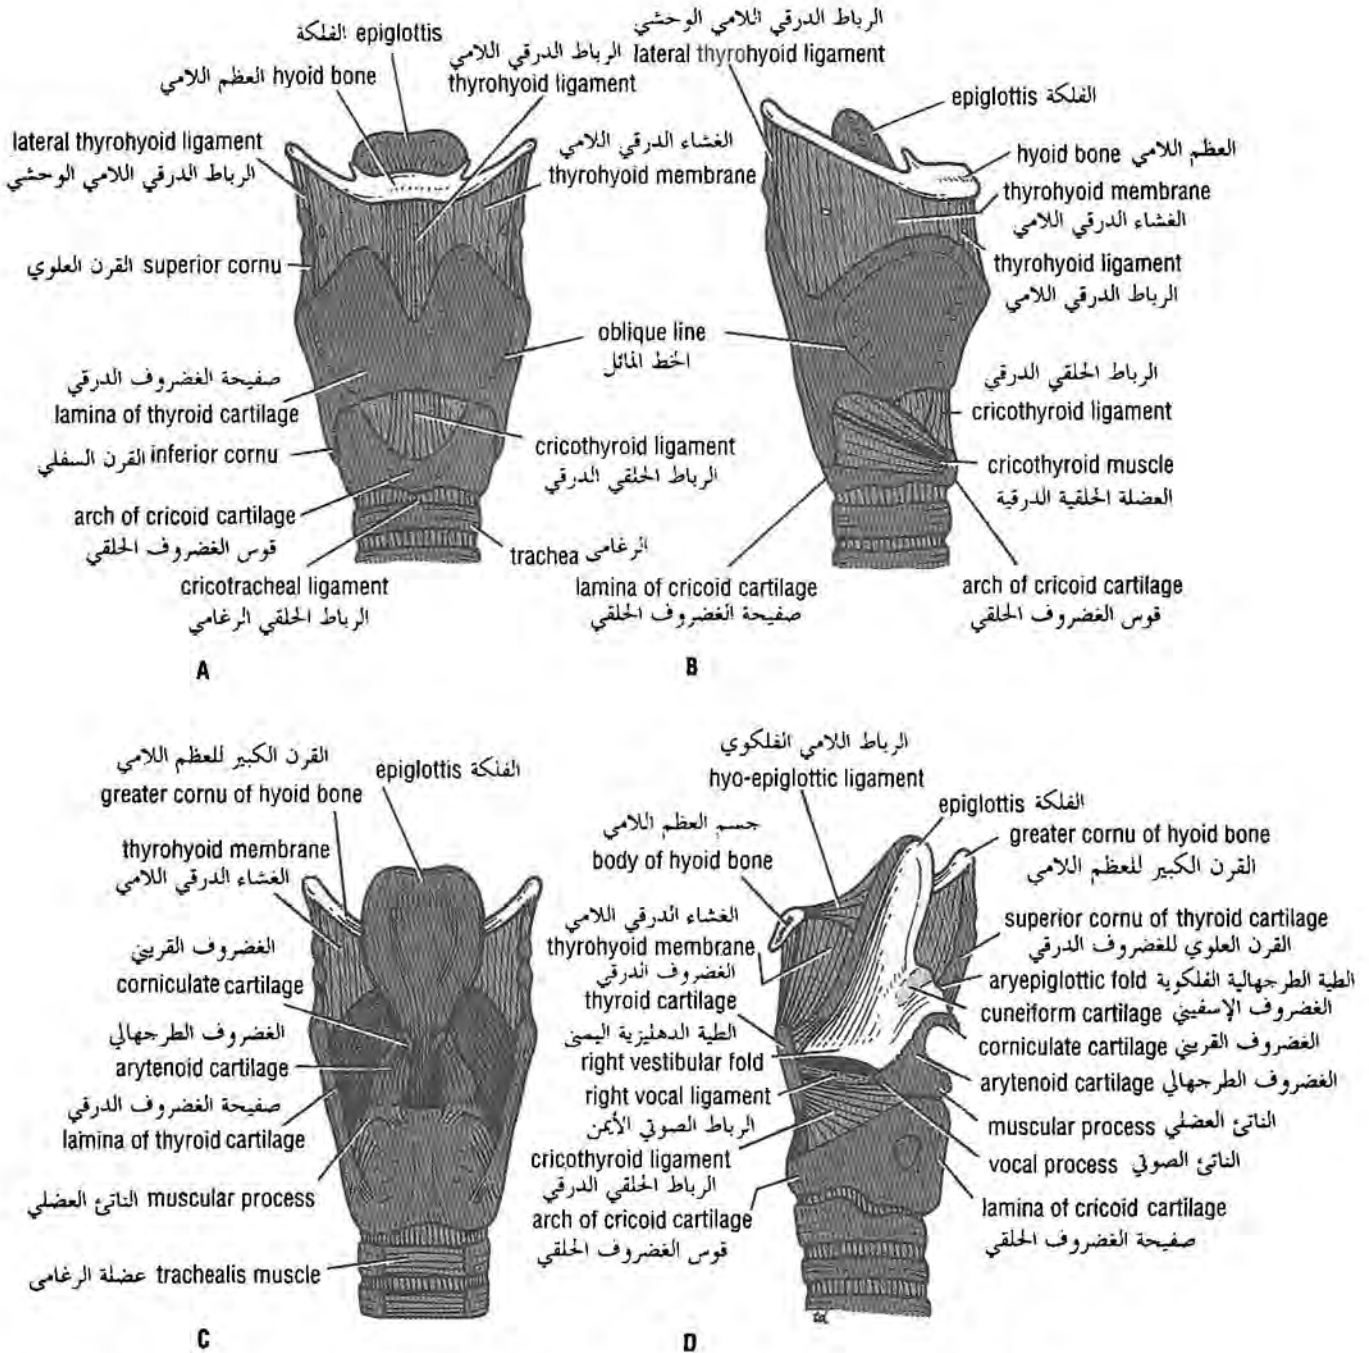 الفلكة epiglottis
العظم اللامي hyoid bone
الرباط الدرقي اللامي
thyrohyoid ligament
lateral thyrohyoid ligament
الرباط الدرقي اللامي الوحشي
الغشاء الدرقي اللامي
thyrohyoid membrane
القرن العلوي superior cornu
oblique line
الخط المائل
صفيحة الغضروف الدرقي
lamina of thyroid cartilage
القرن السفلي inferior cornu
cricothyroid ligament
الرباط الحلقي الدرقي
arch of cricoid cartilage
قوس الغضروف الحلقي
trachea الرغامى
cricotracheal ligament
الرباط الحلقي الرغامي
A
الرباط الدرقي اللامي الوحشي
lateral thyrohyoid ligament
epiglottis الفلكة
hyoid bone العظم اللامي
thyrohyoid membrane
الغشاء الدرقي اللامي
thyrohyoid ligament
الرباط الدرقي اللامي
الرباط الحلقي الدرقي
cricothyroid ligament
cricothyroid muscle
العضلة الحلقية الدرقية
lamina of cricoid cartilage
صفيحة الغضروف الحلقي
arch of cricoid cartilage
قوس الغضروف الحلقي
B
القرن الكبير للعظم اللامي
greater cornu of hyoid bone
epiglottis الفلكة
thyrohyoid membrane
الغشاء الدرقي اللامي
الغضروف القريني
corniculate cartilage
الغضروف الطرجهالي
arytenoid cartilage
صفيحة الغضروف الدرقي
lamina of thyroid cartilage
الناتئ العضلي muscular process
عضلة الرغامى trachealis muscle
C
الرباط اللامي الفلكوي
hyo-epiglottic ligament
epiglottis الفلكة
جسم العظم اللامي
body of hyoid bone
greater cornu of hyoid bone
القرن الكبير للعظم اللامي
الغشاء الدرقي اللامي
thyrohyoid membrane
الغضروف الدرقي
thyroid cartilage
superior cornu of thyroid cartilage
القرن العلوي للغضروف الدرقي
aryepiglottic fold الطية الطرجهالية الفلكوية
cuneiform cartilage الغضروف الإسفيني
الطية الدهليزية اليمنى
right vestibular fold
corniculate cartilage الغضروف القريني
arytenoid cartilage الغضروف الطرجهالي
right vocal ligament
الرباط الصوتي الأيمن
muscular process الناتئ العضلي
vocal process الناتئ الصوتي
cricothyroid ligament
الرباط الحلقي الدرقي
arch of cricoid cartilage
قوس الغضروف الحلقي
lamina of cricoid cartilage
صفيحة الغضروف الحلقي
D